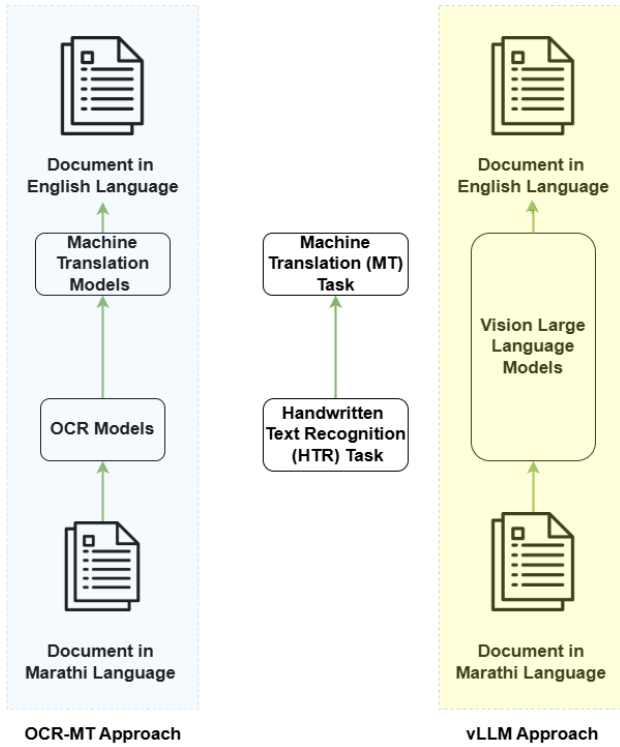 Document in
English Language
Machine
Translation
Models
OCR Models
Document in
Marathi Language
OCR-MT Approach
Machine
Translation (MT)
Task
Handwritten
Text Recognition
(HTR) Task
Document in
English Language
Vision Large
Language
Models
Document in
Marathi Language
vLLM Approach